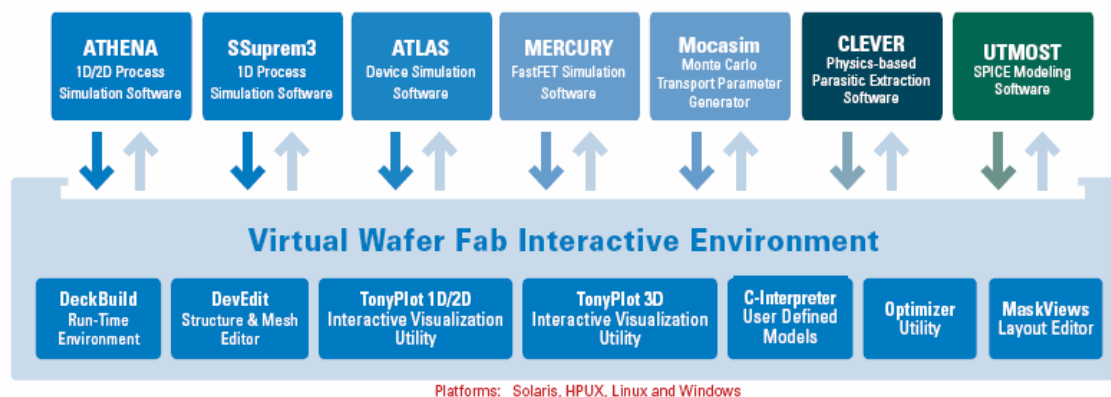 ATHENA
1D/2D Process
Simulation Software
SSuprem3
1D Process
Simulation Software
ATLAS
Device Simulation
Software
MERCURY
FastFET Simulation
Software
Mocasim
Monte Carlo
Transport Parameter
Generator
CLEVER
Physics-based
Parasitic Extraction
Software
UTMOST
SPICE Modeling
Software
Virtual Wafer Fab Interactive Environment
DeckBuild
Run-Time
Environment
DevEdit
Structure & Mesh
Editor
TonyPlot 1D/2D
Interactive Visualization
Utility
TonyPlot 3D
Interactive Visualization
Utility
C-Interpreter
User Defined
Models
Optimizer
Utility
MaskViews
Layout Editor
Platforms: Solaris, HPUX, Linux and Windows